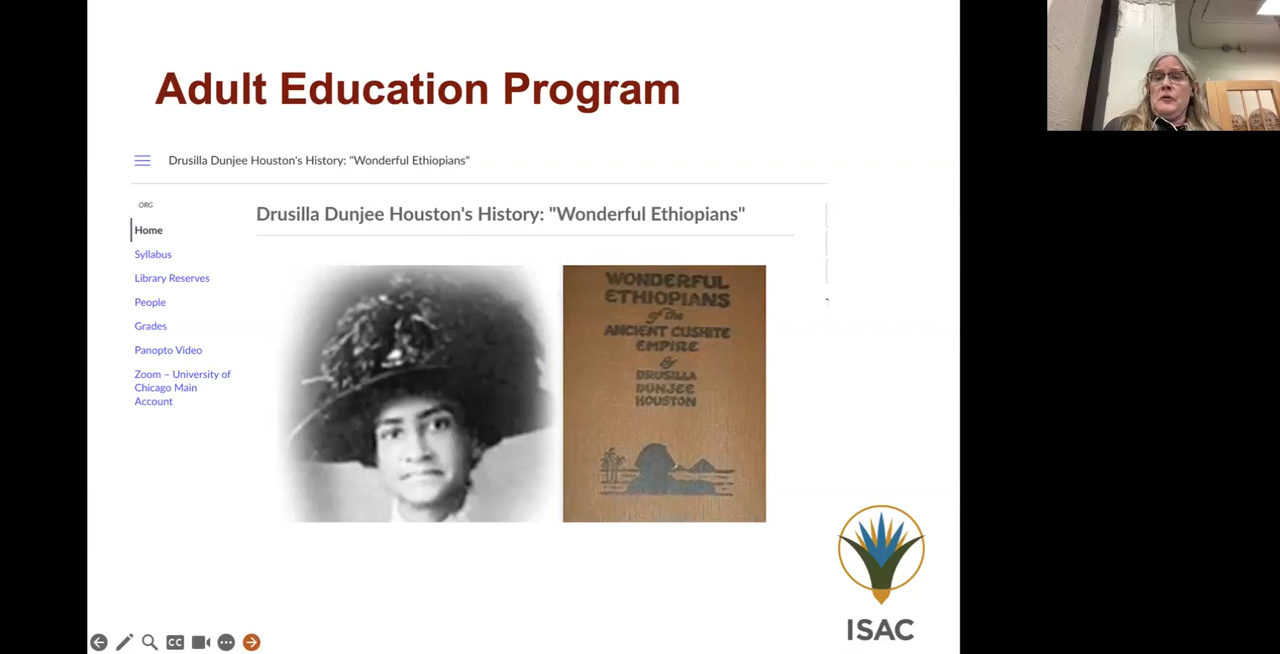 Adult Education Program
Drusilla Dunjee Houston's History: "Wonderful Ethiopians"
ORG
Home
Syllabus
Library Reserves
People
Grades
Panopto Video
Zoom – University of
Chicago Main
Account
Drusilla Dunjee Houston's History: "Wonderful Ethiopians"
WONDERFUL
ETHIOPIANS
of the
ANCIENT CUSHITE
EMPIRE
by
DRUSILLA
DUNJEE
HOUSTON
ISAC
CC